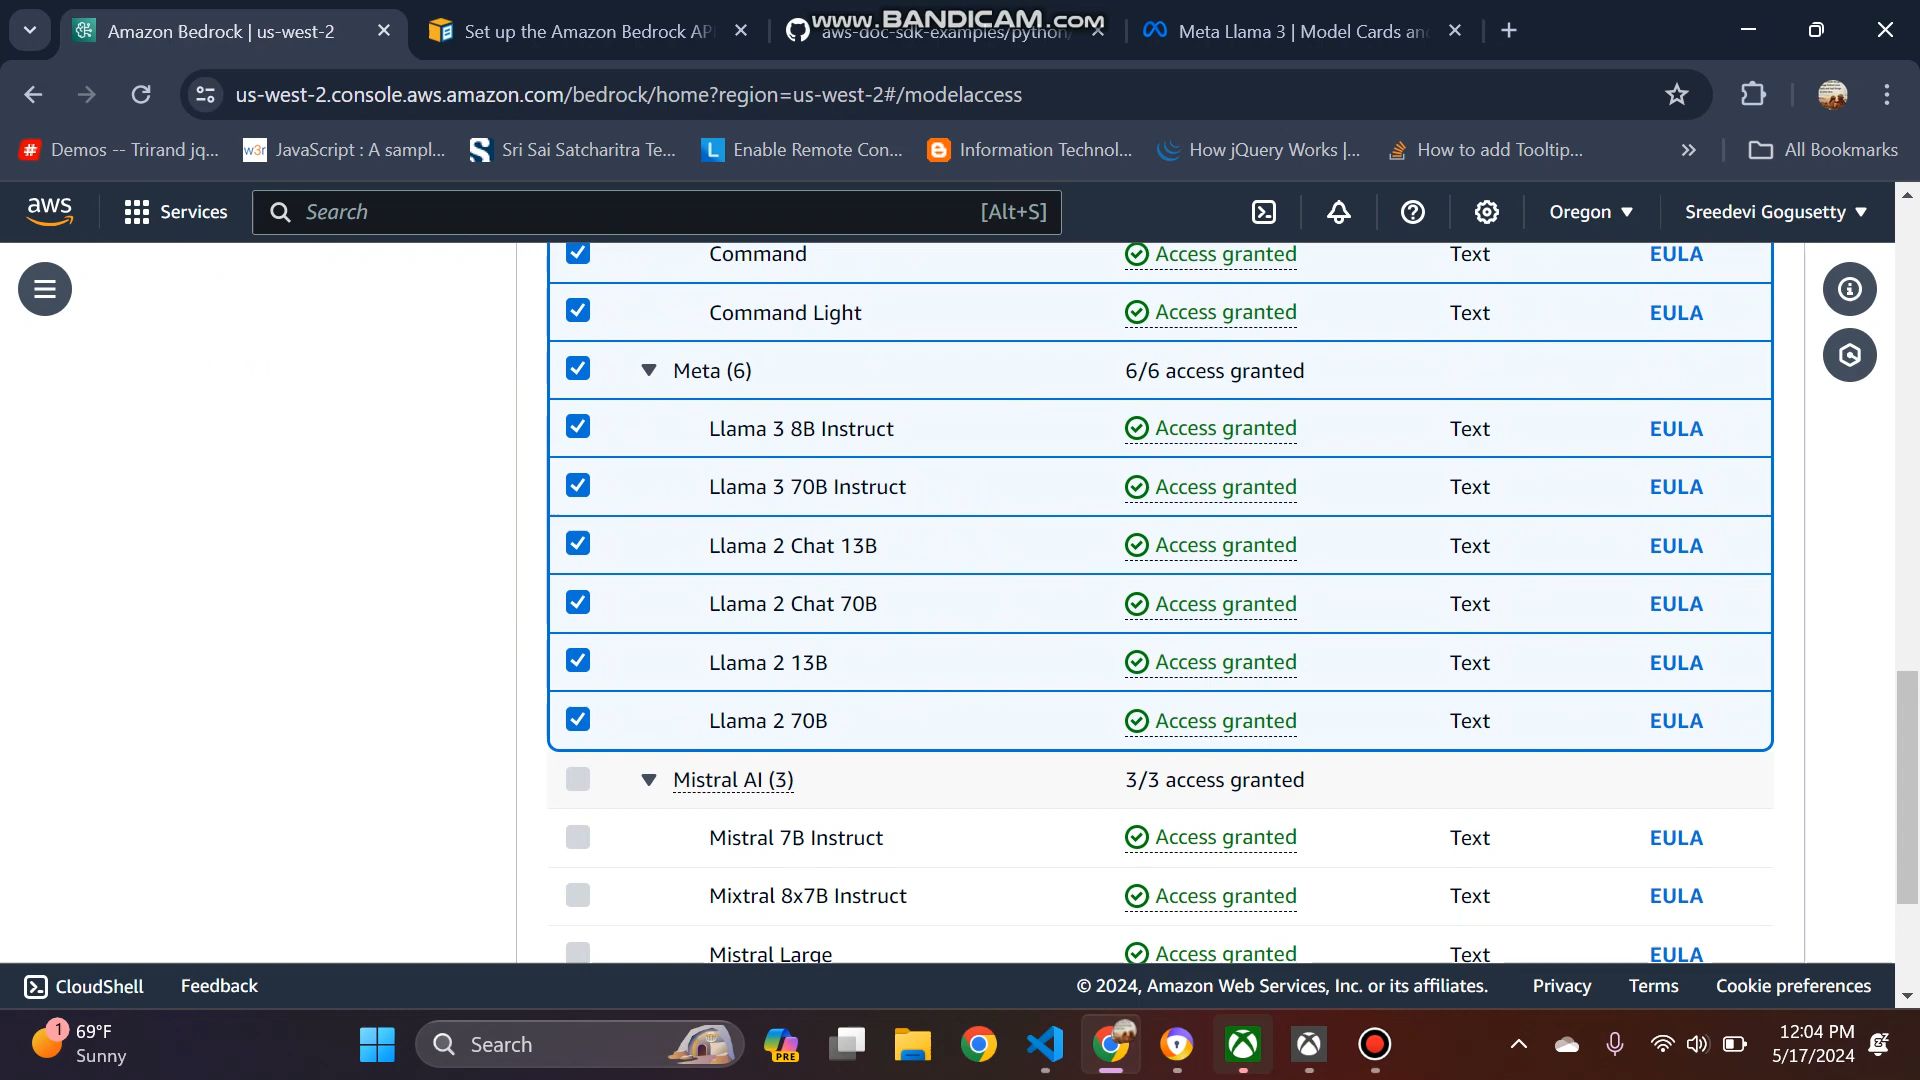 Amazon Bedrock | us-west-2
Set up the Amazon Bedrock AP
aws-doc-sdk-examples/python/
Meta Llama 3 | Model Cards an
www.BANDICAM.com
us-west-2.console.aws.amazon.com/bedrock/home?region=us-west-2#/modelaccess
Demos -- Trirand jq...
w3r JavaScript : A sampl...
Sri Sai Satcharitra Te...
L Enable Remote Con...
Information Technol...
How jQuery Works |...
How to add Tooltip...
All Bookmarks
aws Services Search [Alt+S] Oregon Sreedevi Gogusetty
Command Access granted Text EULA
Command Light Access granted Text EULA
Meta (6) 6/6 access granted
Llama 3 8B Instruct Access granted Text EULA
Llama 3 70B Instruct Access granted Text EULA
Llama 2 Chat 13B Access granted Text EULA
Llama 2 Chat 70B Access granted Text EULA
Llama 2 13B Access granted Text EULA
Llama 2 70B Access granted Text EULA
Mistral AI (3) 3/3 access granted
Mistral 7B Instruct Access granted Text EULA
Mixtral 8x7B Instruct Access granted Text EULA
Mistral Large Access granted Text EULA
CloudShell Feedback © 2024, Amazon Web Services, Inc. or its affiliates. Privacy Terms Cookie preferences
1 69°F
Sunny
Search
PRE
12:04 PM
5/17/2024